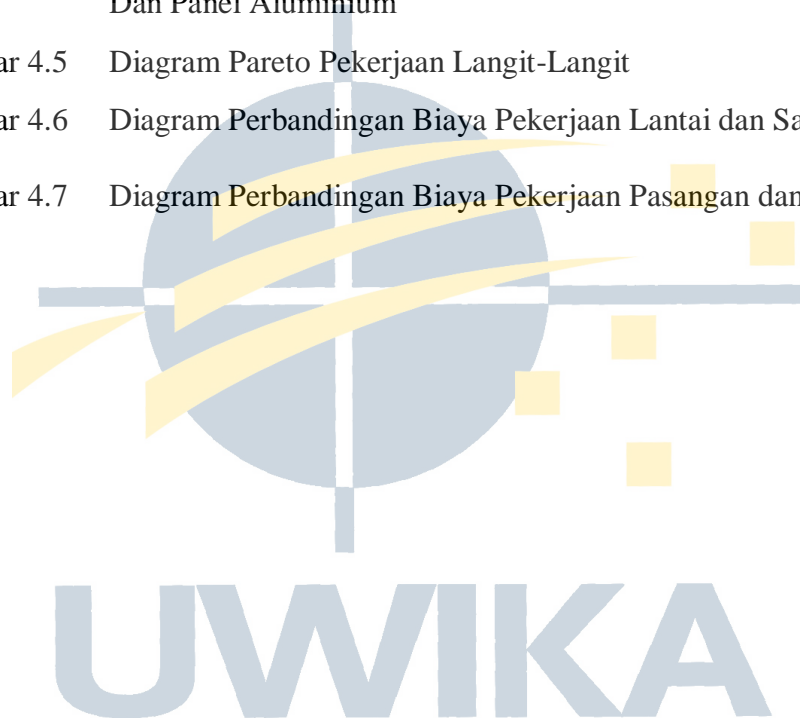 Dan Panel Aluminium
ar 4.5 Diagram Pareto Pekerjaan Langit-Langit
ar 4.6 Diagram Perbandingan Biaya Pekerjaan Lantai dan Sa
ar 4.7 Diagram Perbandingan Biaya Pekerjaan Pasangan dan
UWIKA